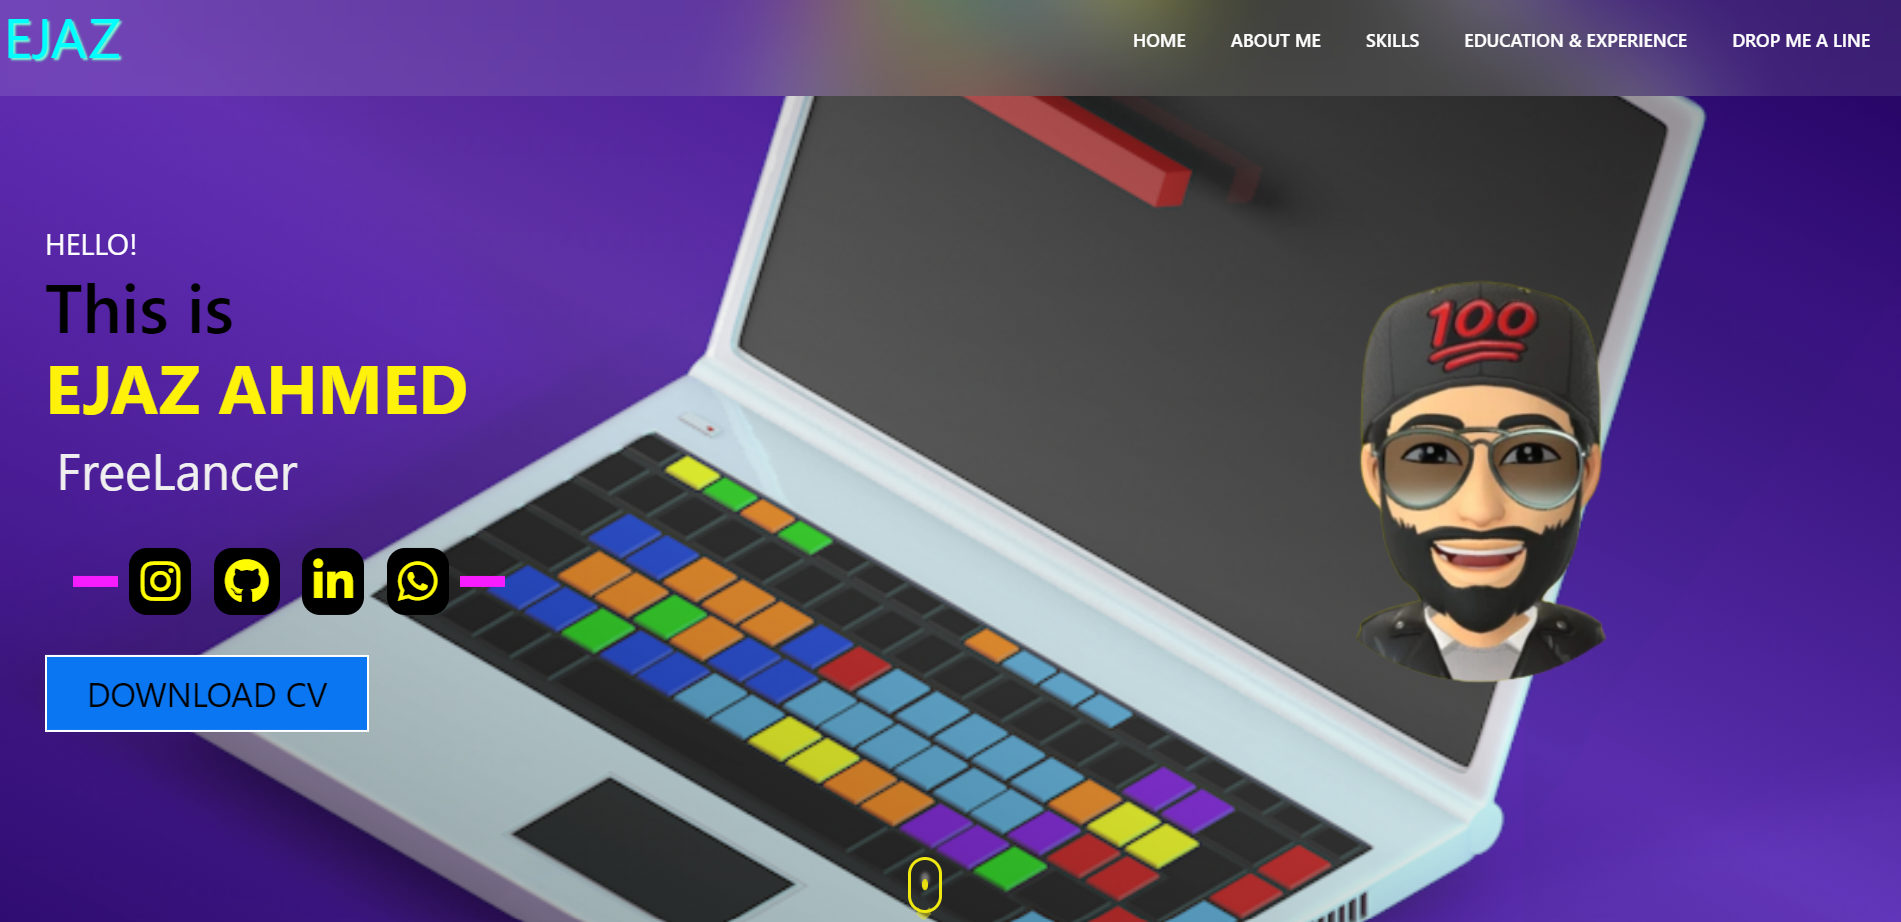 EJAZ
HOME ABOUT ME SKILLS EDUCATION & EXPERIENCE DROP ME A LINE
HELLO!
This is
EJAZ AHMED
FreeLancer
100
in
DOWNLOAD CV